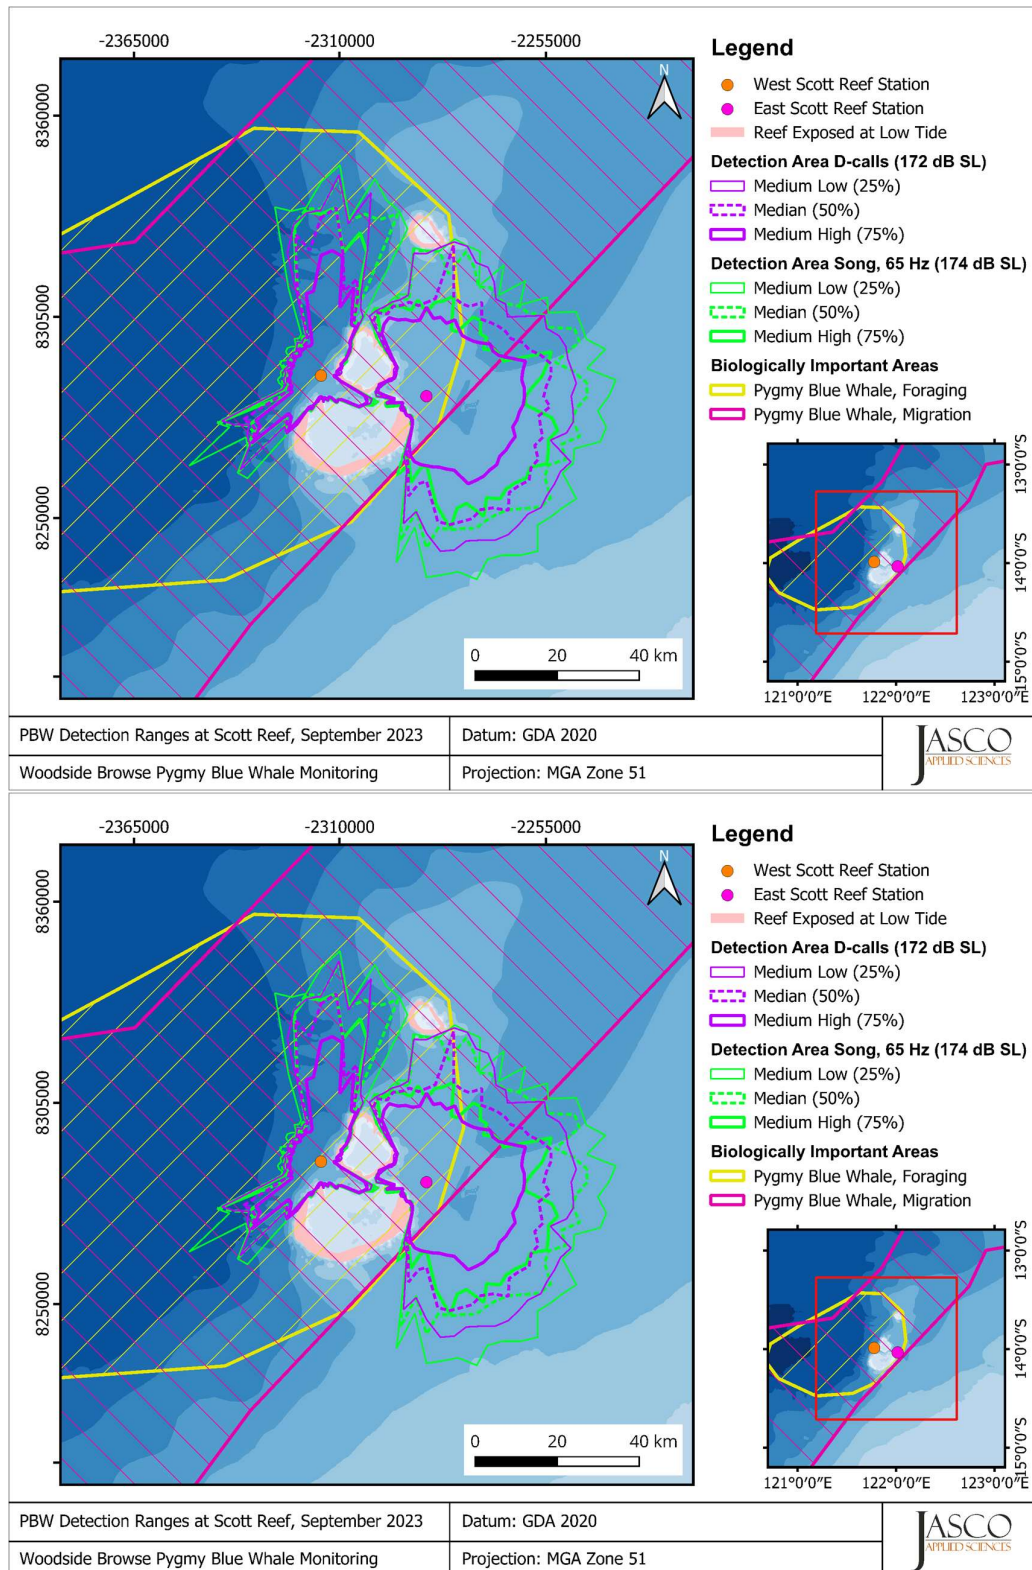 -2365000 -2310000 -2255000
8360000
8305000
8250000
N
0 20 40 km
Legend
West Scott Reef Station
East Scott Reef Station
Reef Exposed at Low Tide
Detection Area D-calls (172 dB SL)
Medium Low (25%)
Median (50%)
Medium High (75%)
Detection Area Song, 65 Hz (174 dB SL)
Medium Low (25%)
Median (50%)
Medium High (75%)
Biologically Important Areas
Pygmy Blue Whale, Foraging
Pygmy Blue Whale, Migration
13°0'0"S
14°0'0"S
15°0'0"S
121°0'0"E 122°0'0"E 123°0'0"E
PBW Detection Ranges at Scott Reef, September 2023
Datum: GDA 2020
Woodside Browse Pygmy Blue Whale Monitoring
Projection: MGA Zone 51
JASCO
APPLIED SCIENCES
-2365000 -2310000 -2255000
8360000
8305000
8250000
N
0 20 40 km
Legend
West Scott Reef Station
East Scott Reef Station
Reef Exposed at Low Tide
Detection Area D-calls (172 dB SL)
Medium Low (25%)
Median (50%)
Medium High (75%)
Detection Area Song, 65 Hz (174 dB SL)
Medium Low (25%)
Median (50%)
Medium High (75%)
Biologically Important Areas
Pygmy Blue Whale, Foraging
Pygmy Blue Whale, Migration
13°0'0"S
14°0'0"S
15°0'0"S
121°0'0"E 122°0'0"E 123°0'0"E
PBW Detection Ranges at Scott Reef, September 2023
Datum: GDA 2020
Woodside Browse Pygmy Blue Whale Monitoring
Projection: MGA Zone 51
JASCO
APPLIED SCIENCES